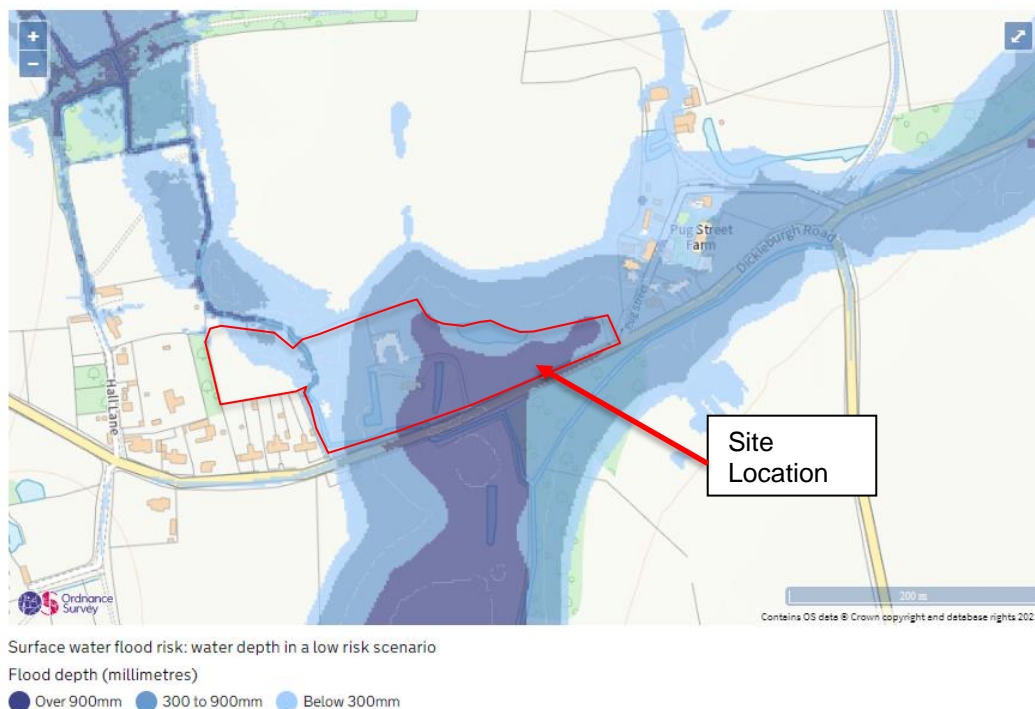 +
−
Pug Street
Farm
Dickleburgh Road
Pug Street
Hall Lane
Site
Location
Ordnance
Survey
200 m
Contains OS data © Crown copyright and database rights 202
Surface water flood risk: water depth in a low risk scenario
Flood depth (millimetres)
Over 900mm 300 to 900mm Below 300mm